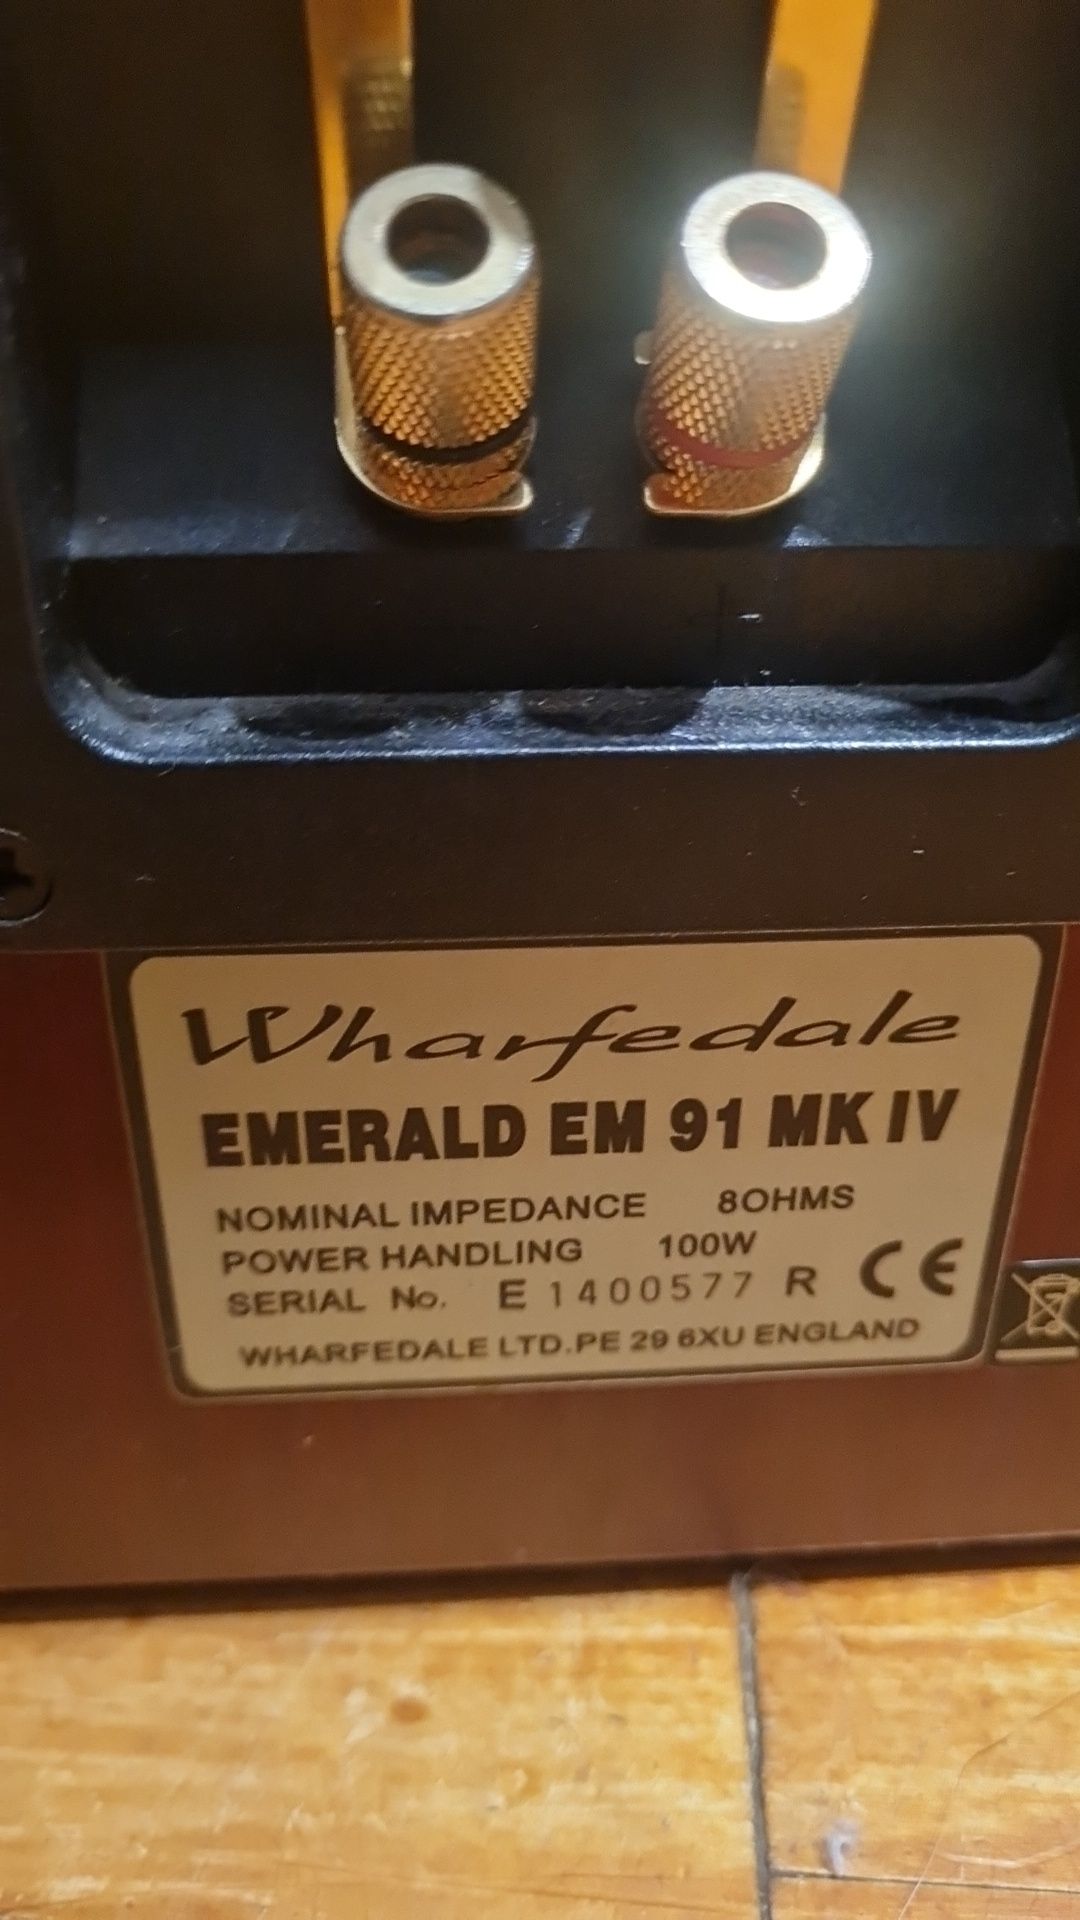 Wharfedale
EMERALD EM 91 MK IV
NOMINAL IMPEDANCE 8OHMS
POWER HANDLING 100W
SERIAL No. E 1400577 R CE
WHARFEDALE LTD.PE 29 6XU ENGLAND